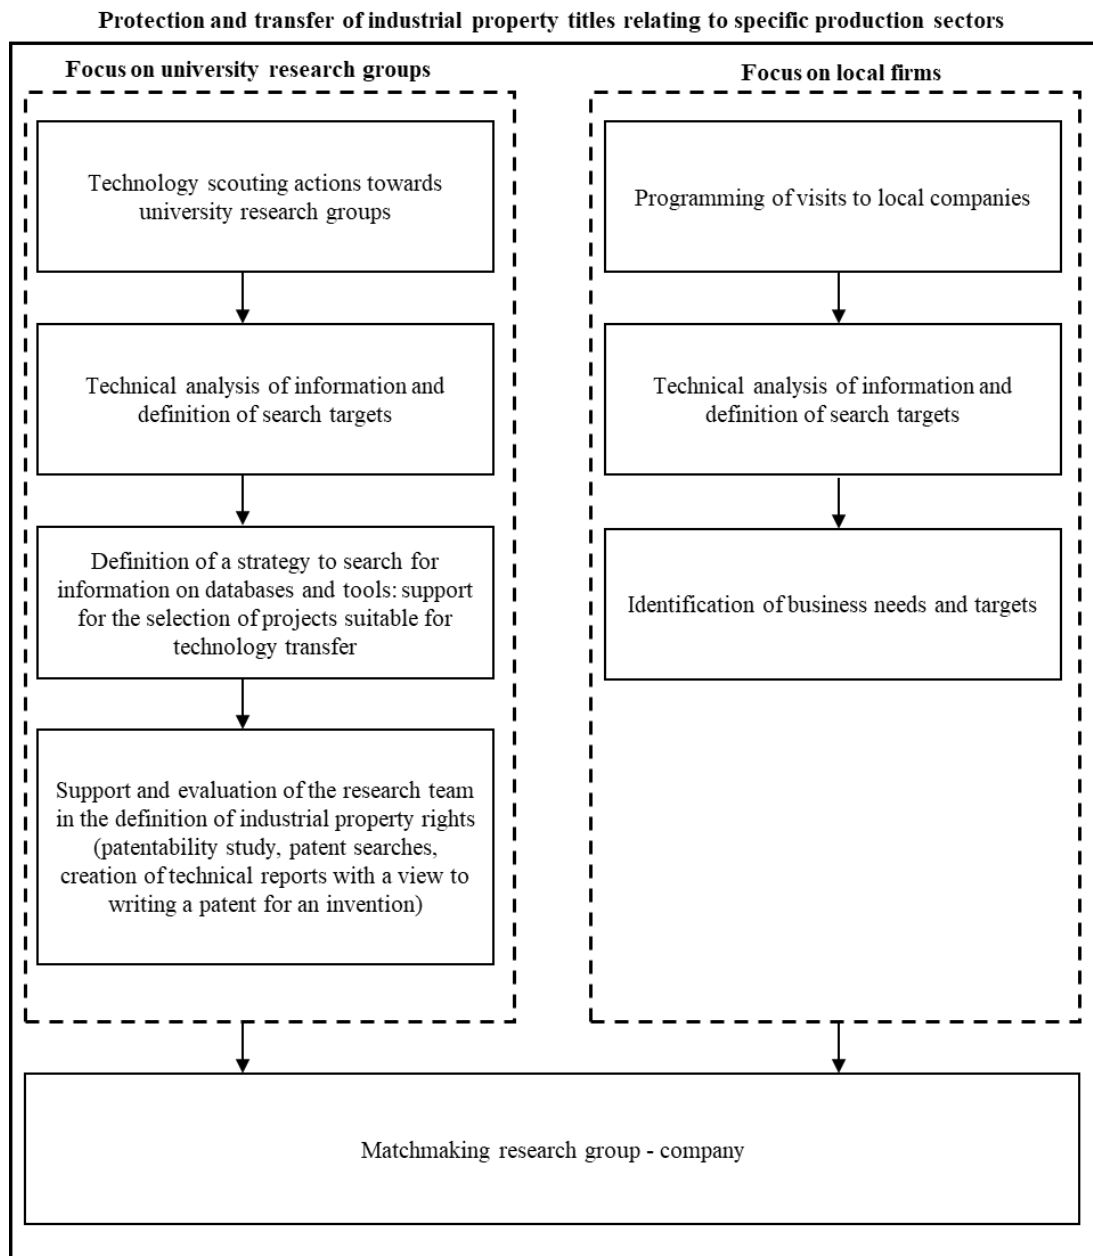 Protection and transfer of industrial property titles relating to specific production sectors
Focus on university research groups
Technology scouting actions towards
university research groups
Technical analysis of information and
definition of search targets
Definition of a strategy to search for
information on databases and tools: support
for the selection of projects suitable for
technology transfer
Support and evaluation of the research team
in the definition of industrial property rights
(patentability study, patent searches,
creation of technical reports with a view to
writing a patent for an invention)
Focus on local firms
Programming of visits to local companies
Technical analysis of information and
definition of search targets
Identification of business needs and targets
Matchmaking research group - company